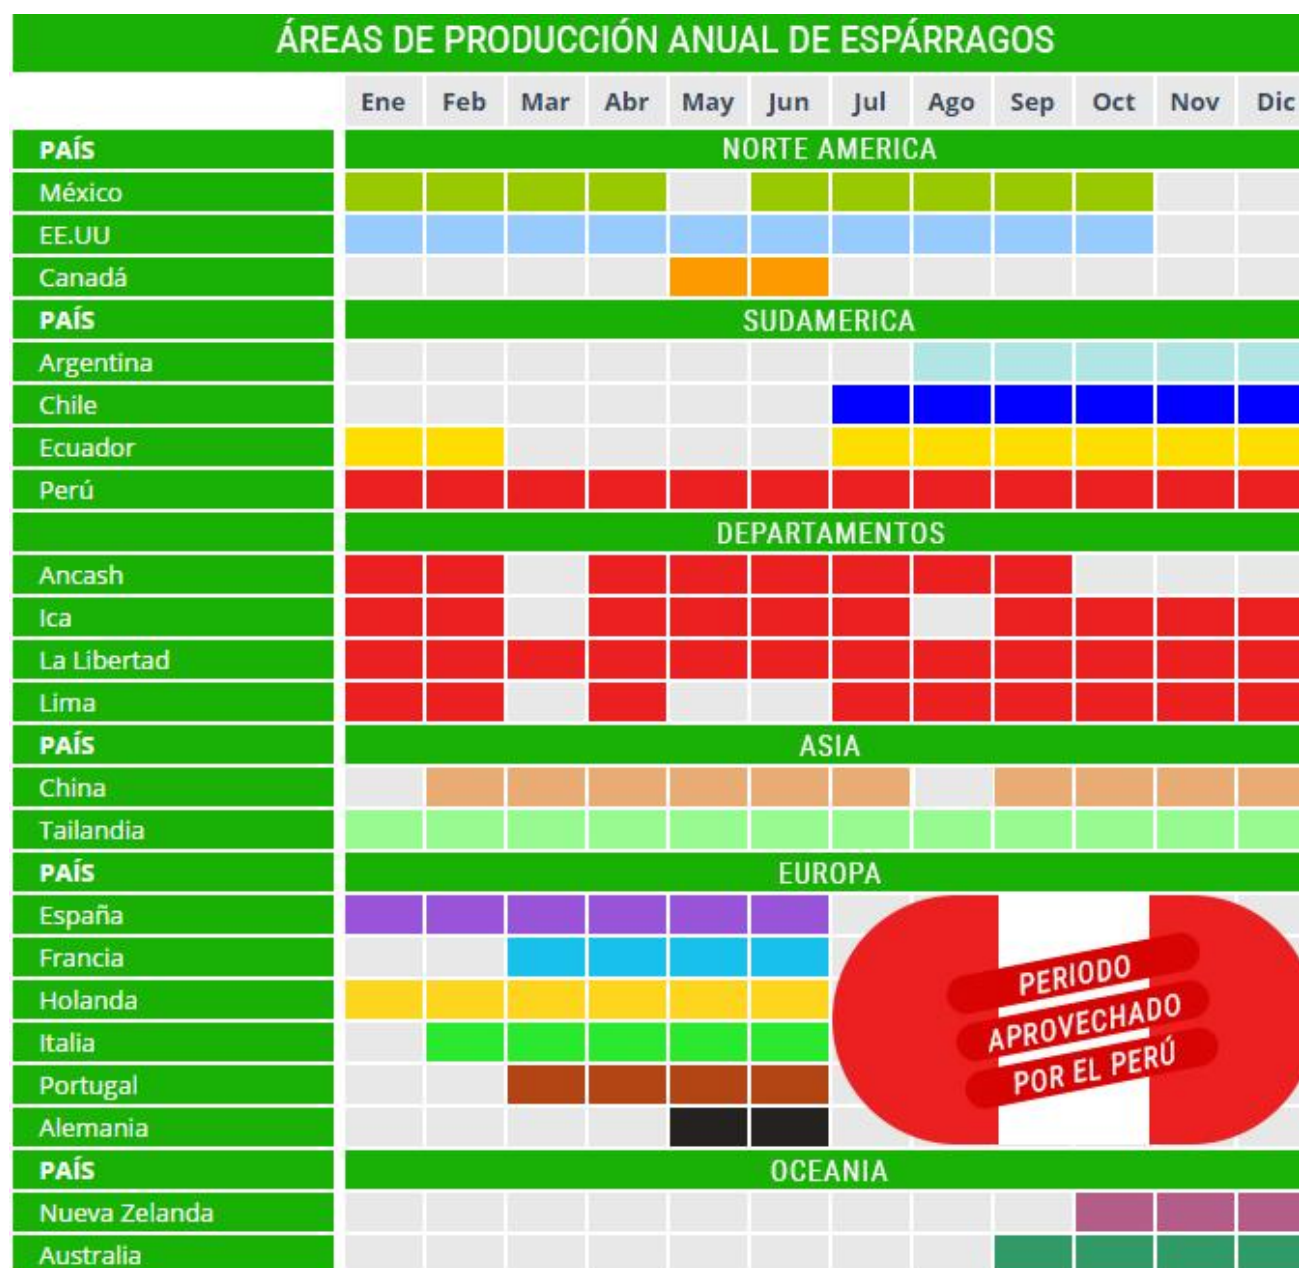 ÁREAS DE PRODUCCIÓN ANUAL DE ESPÁRRAGOS
Ene Feb Mar Abr May Jun Jul Ago Sep Oct Nov Dic
PAÍS NORTE AMERICA
México
EE.UU
Canadá
PAÍS SUDAMERICA
Argentina
Chile
Ecuador
Perú
DEPARTAMENTOS
Ancash
Ica
La Libertad
Lima
PAÍS ASIA
China
Tailandia
PAÍS EUROPA
España
Francia
Holanda
Italia
Portugal
Alemania
PERIODO
APROVECHADO
POR EL PERÚ
PAÍS OCEANIA
Nueva Zelanda
Australia